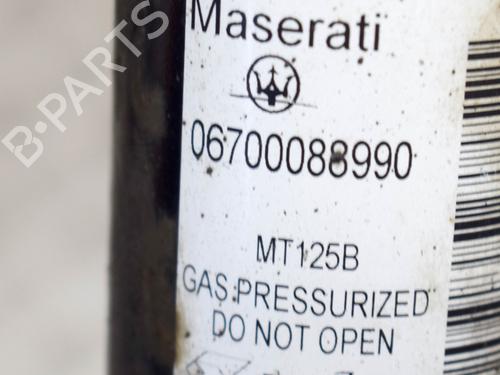 Maserati
06700088990
MT125B
GAS PRESSURIZED
DO NOT OPEN
B-PARTS